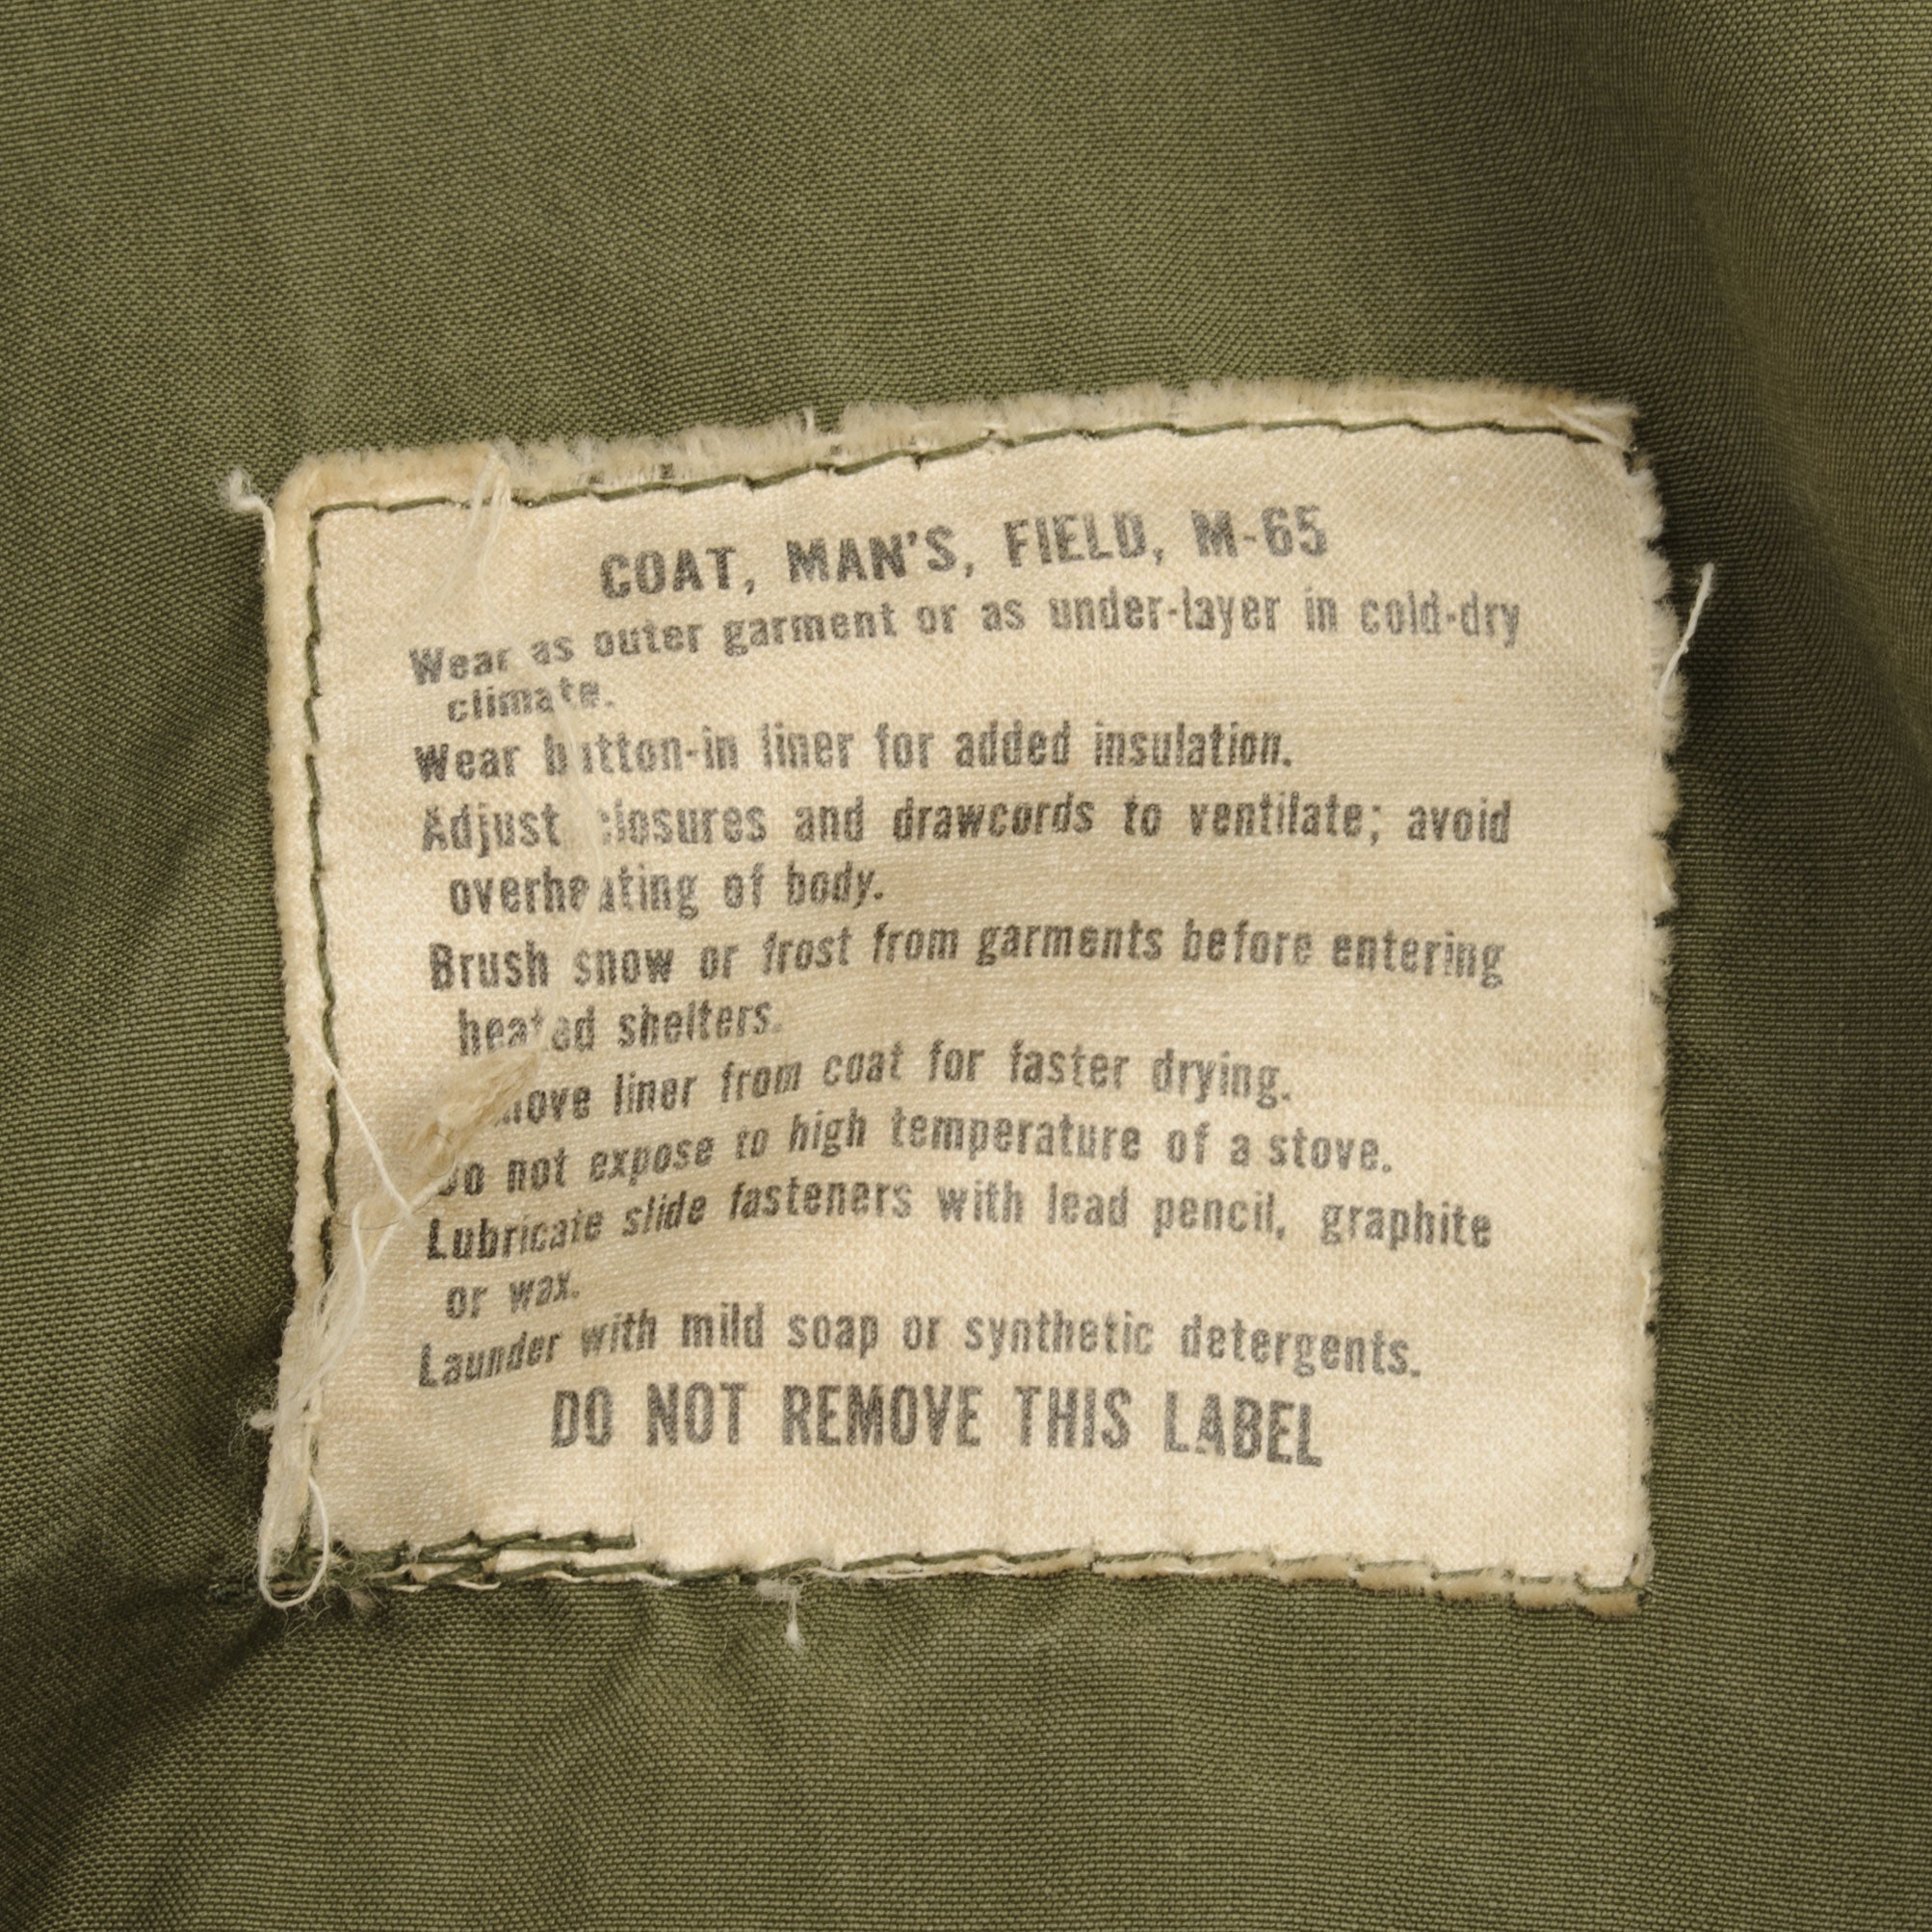 COAT, MAN'S, FIELD, M-65
Wear as outer garment or as under-layer in cold-dry
climate.
Wear button-in liner for added insulation.
Adjust closures and drawcords to ventilate; avoid
overheating of body.
Brush snow or frost from garments before entering
heated shelters.
liner from coat for faster drying.
Do not expose to high temperature of a stove.
Lubricate slide fasteners with lead pencil, graphite
or wax.
Launder with mild soap or synthetic detergents.
DO NOT REMOVE THIS LABEL